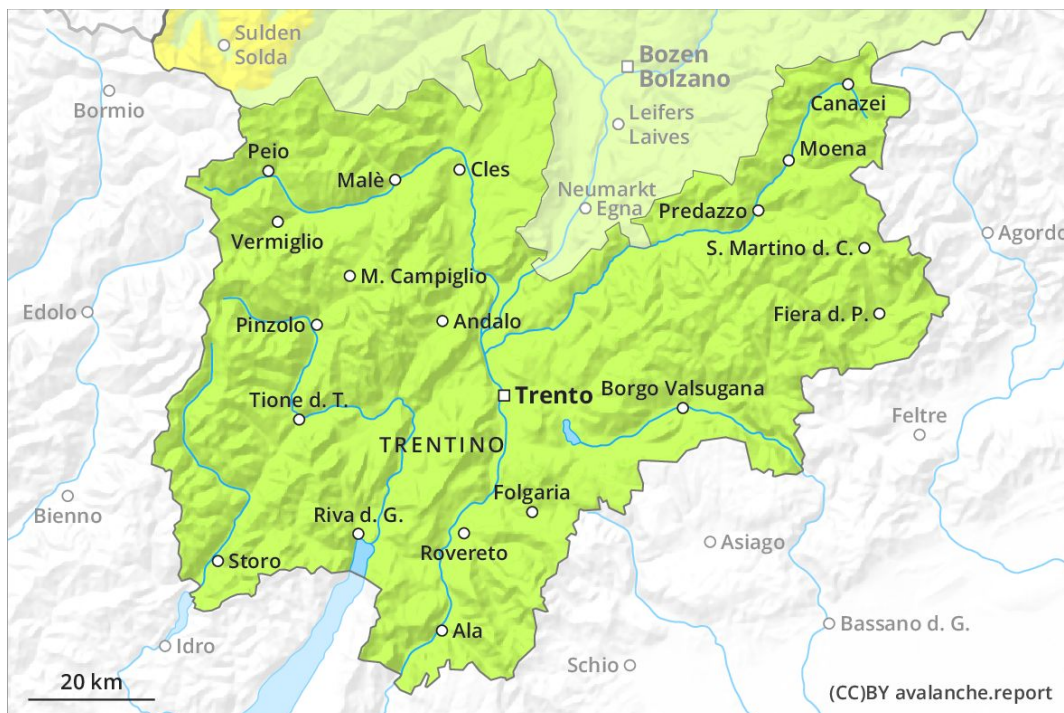 Sulden
Solda
Bozen
Bolzano
Bormio
Canazei
Leifers
Laives
Moena
Peio
Malè
Cles
Neumarkt
Egna
Predazzo
Vermiglio
Agordo
S. Martino d. C.
M. Campiglio
Edolo
Pinzolo
Andalo
Fiera d. P.
Trento
Borgo Valsugana
Tione d. T.
Feltre
TRENTINO
Folgaria
Bienno
Riva d. G.
Asiago
Rovereto
Storo
Ala
Bassano d. G.
Idro
Schio
20 km
(CC)BY avalanche.report